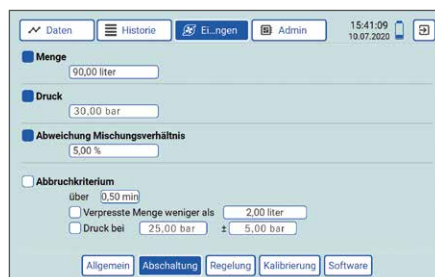 Daten Historie Ei...ngen Admin 15:41:09
10.07.2020
Menge
90,00 liter
Druck
30,00 bar
Abweichung Mischungsverhältnis
5,00 %
Abbruchkriterium
über 0,50 min
Verpresste Menge weniger als 2,00 liter
Druck bei 25,00 bar ± 5,00 bar
Allgemein Abschaltung Regelung Kalibrierung Software